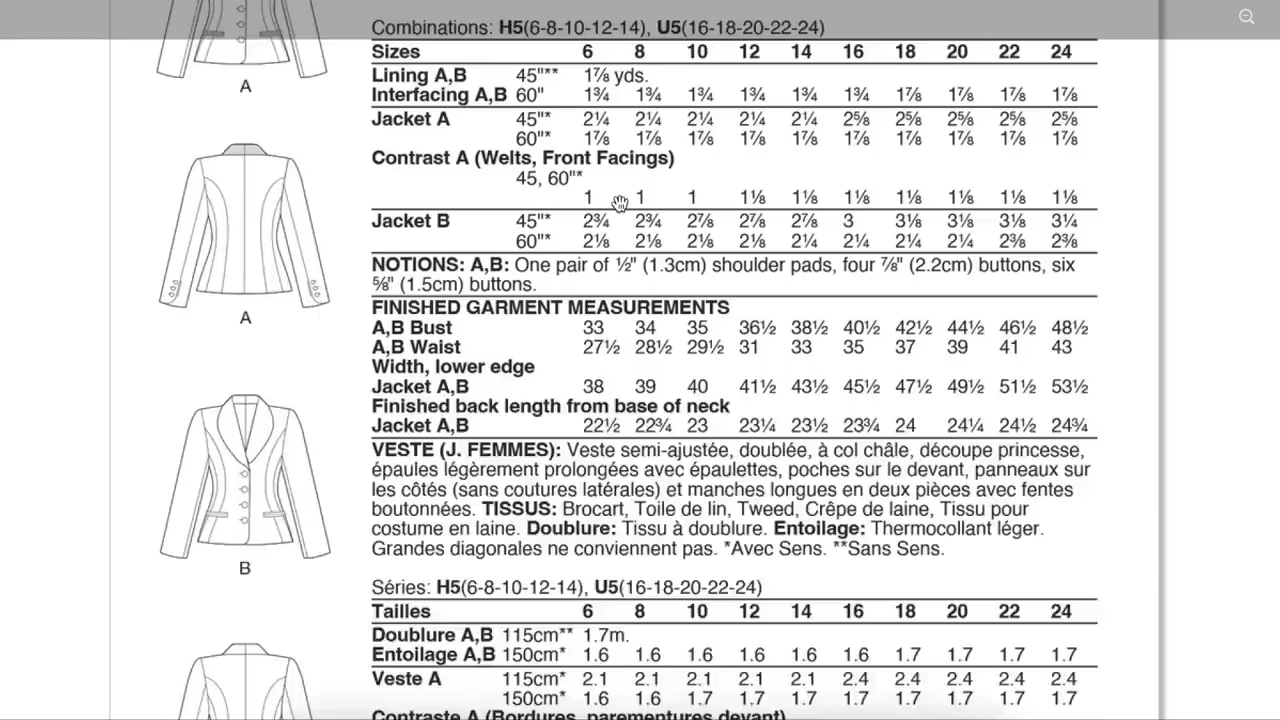 Combinations: H5(6-8-10-12-14), U5(16-18-20-22-24)
Sizes 6 8 10 12 14 16 18 20 22 24
Lining A,B 45"** 1⅞ yds.
Interfacing A,B 60" 1¾ 1¾ 1¾ 1¾ 1¾ 1¾ 1⅞ 1⅞ 1⅞ 1⅞
Jacket A 45"* 2¼ 2¼ 2¼ 2¼ 2¼ 2⅝ 2⅝ 2⅝ 2⅝ 2⅝
60"* 1⅞ 1⅞ 1⅞ 1⅞ 1⅞ 1⅞ 1⅞ 1⅞ 1⅞ 1⅞
Contrast A (Welts, Front Facings)
45, 60"*
1 1 1 1⅛ 1⅛ 1⅛ 1⅛ 1⅛ 1⅛ 1⅛
Jacket B 45"* 2¾ 2¾ 2⅞ 2⅞ 2⅞ 3 3⅛ 3⅛ 3⅛ 3¼
60"* 2⅛ 2⅛ 2⅛ 2⅛ 2¼ 2¼ 2¼ 2¼ 2⅜ 2⅜
NOTIONS: A,B: One pair of ½" (1.3cm) shoulder pads, four ⅞" (2.2cm) buttons, six
⅝" (1.5cm) buttons.
FINISHED GARMENT MEASUREMENTS
A,B Bust 33 34 35 36½ 38½ 40½ 42½ 44½ 46½ 48½
A,B Waist 27½ 28½ 29½ 31 33 35 37 39 41 43
Width, lower edge
Jacket A,B 38 39 40 41½ 43½ 45½ 47½ 49½ 51½ 53½
Finished back length from base of neck
Jacket A,B 22½ 22¾ 23 23¼ 23½ 23¾ 24 24¼ 24½ 24¾
VESTE (J. FEMMES): Veste semi-ajustée, doublée, à col châle, découpe princesse,
épaules légèrement prolongées avec épaulettes, poches sur le devant, panneaux sur
les côtés (sans coutures latérales) et manches longues en deux pièces avec fentes
boutonnées. TISSUS: Brocart, Toile de lin, Tweed, Crêpe de laine, Tissu pour
costume en laine. Doublure: Tissu à doublure. Entoilage: Thermocollant léger.
Grandes diagonales ne conviennent pas. *Avec Sens. **Sans Sens.
Séries: H5(6-8-10-12-14), U5(16-18-20-22-24)
Tailles 6 8 10 12 14 16 18 20 22 24
Doublure A,B 115cm** 1.7m.
Entoilage A,B 150cm* 1.6 1.6 1.6 1.6 1.6 1.6 1.7 1.7 1.7 1.7
Veste A 115cm* 2.1 2.1 2.1 2.1 2.1 2.4 2.4 2.4 2.4 2.4
150cm* 1.6 1.6 1.7 1.7 1.7 1.7 1.7 1.7 1.7 1.7
Contraste A (Bordures, parementures devant)
A
A
B